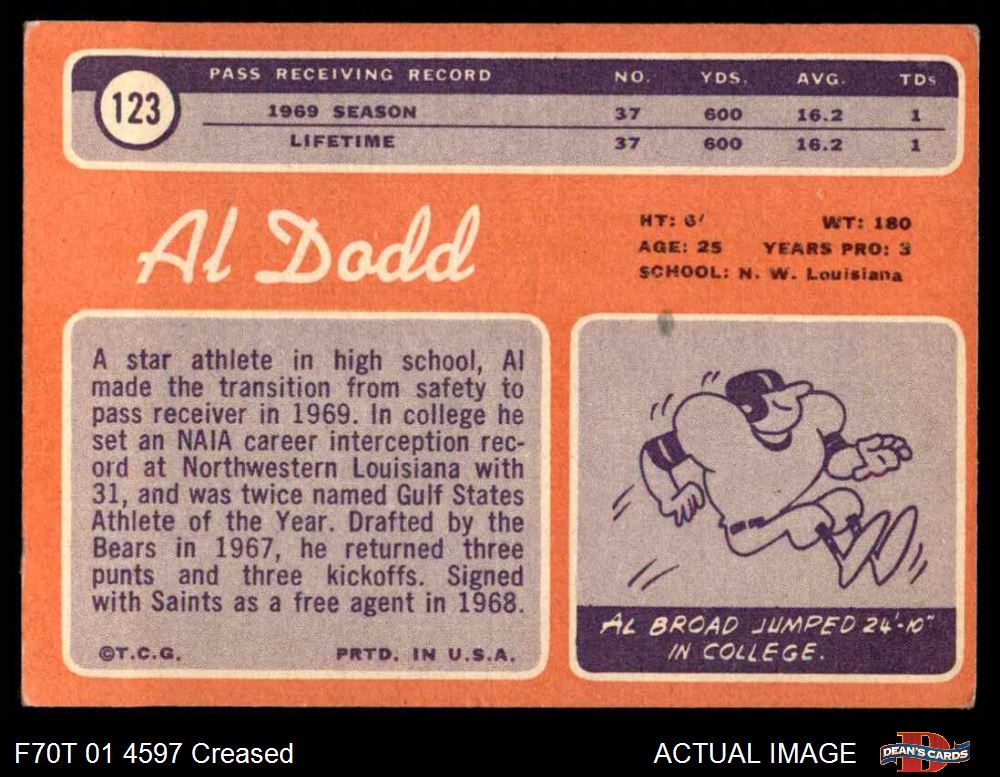 123
PASS RECEIVING RECORD NO. YDS. AVG. TDs
1969 SEASON 37 600 16.2 1
LIFETIME 37 600 16.2 1
Al Dodd
HT: 6' WT: 180
AGE: 25 YEARS PRO: 3
SCHOOL: N. W. Louisiana
A star athlete in high school, Al
made the transition from safety to
pass receiver in 1969. In college he
set an NAIA career interception rec-
ord at Northwestern Louisiana with
31, and was twice named Gulf States
Athlete of the Year. Drafted by the
Bears in 1967, he returned three
punts and three kickoffs. Signed
with Saints as a free agent in 1968.
©T.C.G. PRTD. IN U.S.A.
AL BROAD JUMPED 24'-10"
IN COLLEGE.
F70T 01 4597 Creased
ACTUAL IMAGE
DEAN'S CARDS